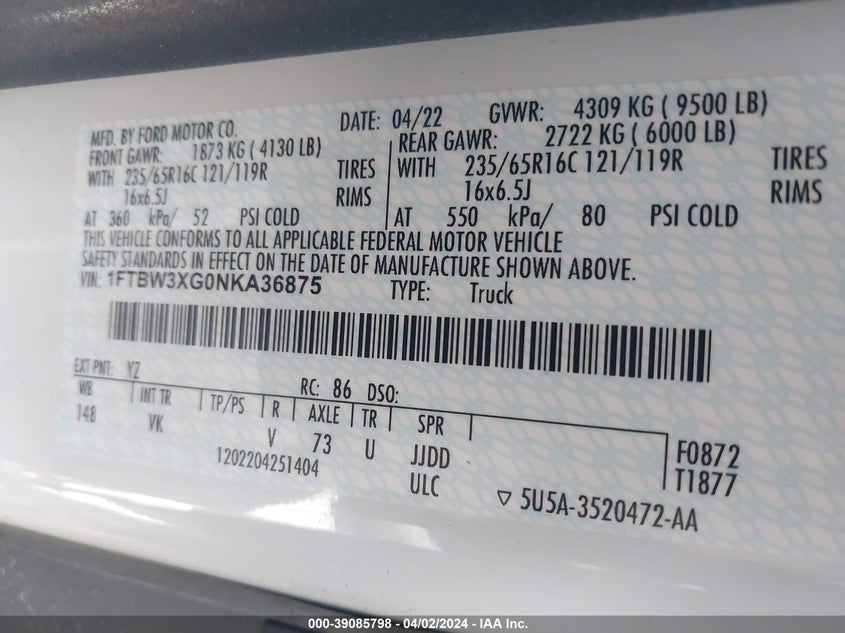 MFD. BY FORD MOTOR CO. DATE: 04/22 GVWR: 4309 KG ( 9500 LB)
FRONT GAWR: 1873 KG ( 4130 LB) REAR GAWR: 2722 KG ( 6000 LB)
WITH 235/65R16C 121/119R TIRES WITH 235/65R16C 121/119R TIRES
16x6.5J RIMS 16x6.5J RIMS
AT 360 kPa/ 52 PSI COLD AT 550 kPa/ 80 PSI COLD
THIS VEHICLE CONFORMS TO ALL APPLICABLE FEDERAL MOTOR VEHICLE
SAFETY STANDARDS IN EFFECT ON THE DATE OF MANUFACTURE SHOWN ABOVE.
VIN: 1FTBW3XG0NKA36875 TYPE: Truck
EXT PNT: YZ RC: 86 DSO:
WB INT TR TP/PS R AXLE TR SPR
148 VK V 73 U JJDD F0872
1202204251404 ULC T1877
▽ 5U5A-3520472-AA
000-39085798 - 04/02/2024 - IAA Inc.